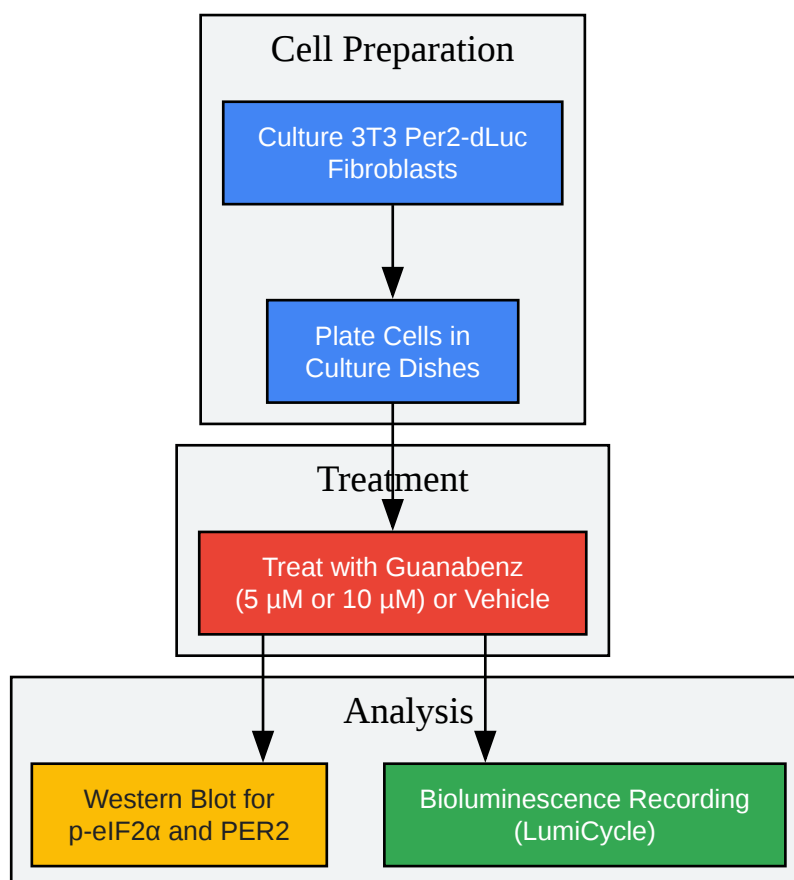 Cell Preparation
Culture 3T3 Per2-dLuc
Fibroblasts
Plate Cells in
Culture Dishes
Treatment
Treat with Guanabenz
(5 µM or 10 µM) or Vehicle
Analysis
Western Blot for
p-eIF2α and PER2
Bioluminescence Recording
(LumiCycle)